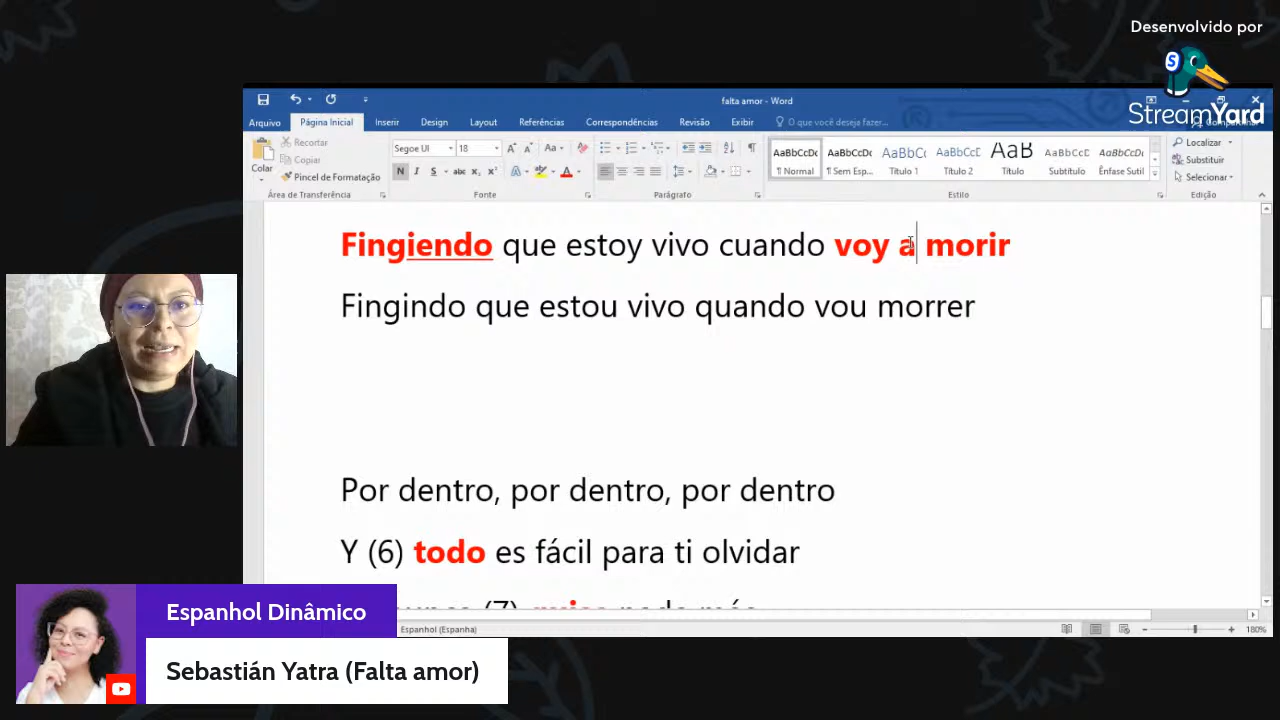 Desenvolvido por
StreamYard
falta amor - Word
Arquivo
Página Inicial
Inserir
Design
Layout
Referências
Correspondências
Revisão
Exibir
O que você deseja fazer...
Colar
Recortar
Copiar
Pincel de Formatação
Área de Transferência
Segoe UI
18
Fonte
Parágrafo
AaBbCcDc
¶ Normal
AaBbCcDc
¶ Sem Esp...
AaBbCc
Título 1
AaBbCcD
Título 2
AaB
Título
AaBbCcD
Subtítulo
AaBbCcDc
Ênfase Sutil
Estilo
Localizar
Substituir
Selecionar
Edição
Fingiendo que estoy vivo cuando voy a morir
Fingindo que estou vivo quando vou morrer
Por dentro, por dentro, por dentro
Y (6) todo es fácil para ti olvidar
Espanhol (Espanha)
180%
Espanhol Dinâmico
Sebastián Yatra (Falta amor)